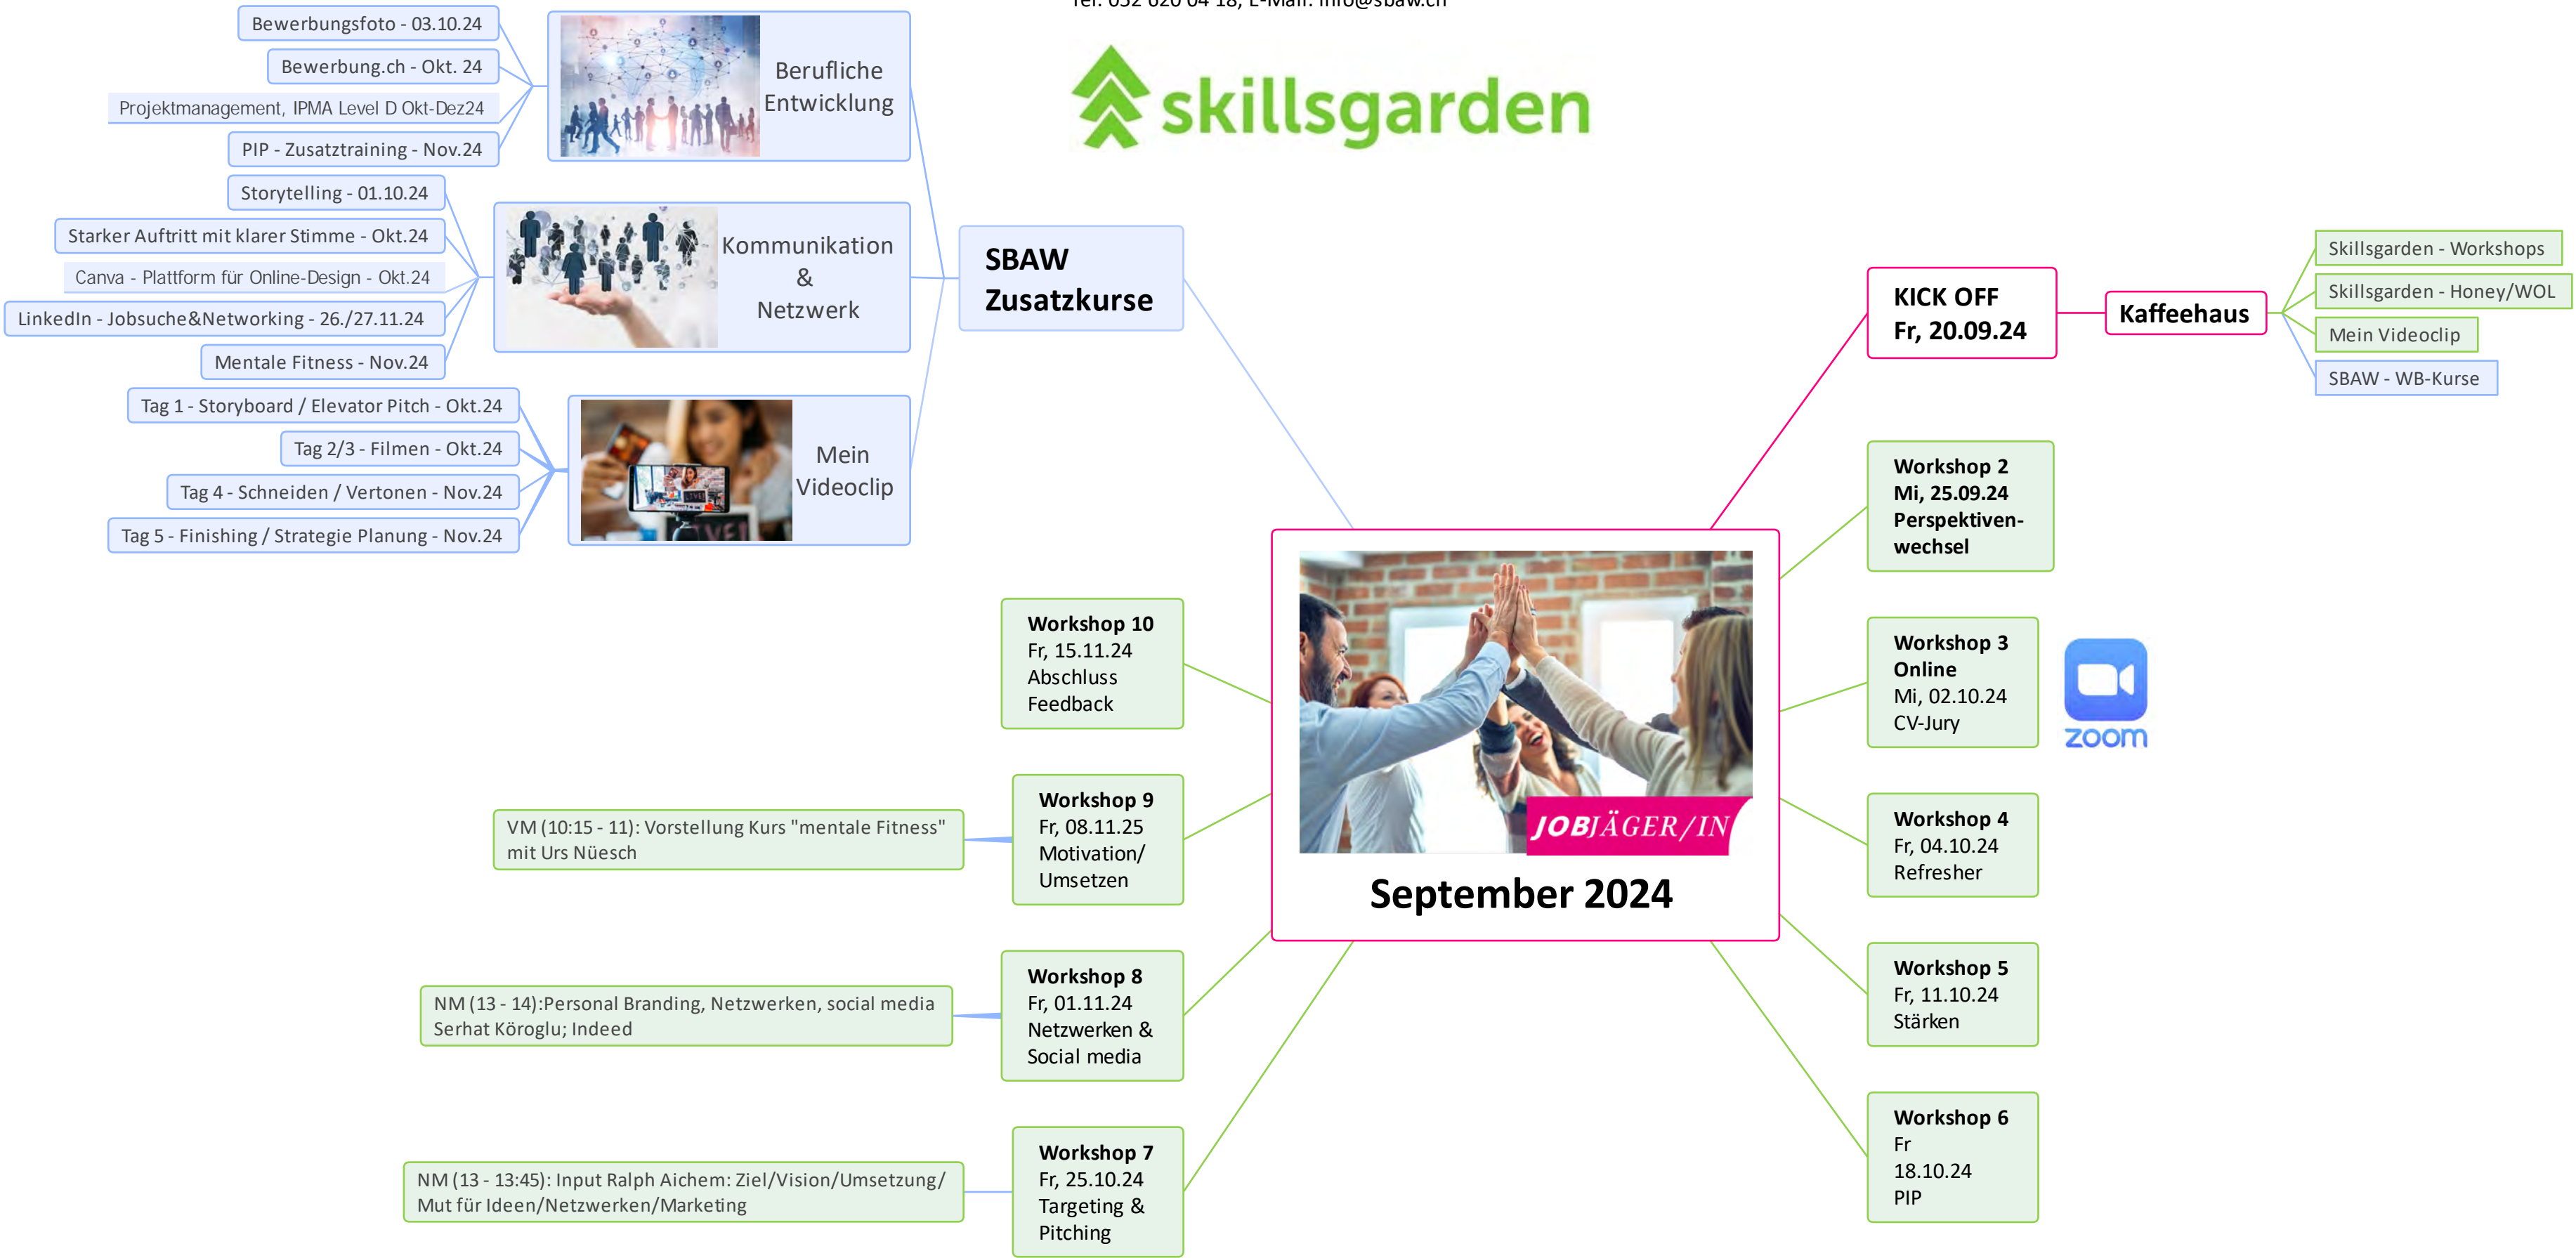 Tel: 052 620 04 18, E-Mail: info@sbaw.ch
skillsgarden
Bewerbungsfoto - 03.10.24
Bewerbung.ch - Okt. 24
Projektmanagement, IPMA Level D Okt-Dez24
PIP - Zusatztraining - Nov.24
Berufliche
Entwicklung
Storytelling - 01.10.24
Starker Auftritt mit klarer Stimme - Okt.24
Canva - Plattform für Online-Design - Okt.24
LinkedIn - Jobsuche&Networking - 26./27.11.24
Mentale Fitness - Nov.24
Kommunikation
&
Netzwerk
Tag 1 - Storyboard / Elevator Pitch - Okt.24
Tag 2/3 - Filmen - Okt.24
Tag 4 - Schneiden / Vertonen - Nov.24
Tag 5 - Finishing / Strategie Planung - Nov.24
Mein
Videoclip
SBAW
Zusatzkurse
KICK OFF
Fr, 20.09.24
Kaffeehaus
Skillsgarden - Workshops
Skillsgarden - Honey/WOL
Mein Videoclip
SBAW - WB-Kurse
Workshop 2
Mi, 25.09.24
Perspektiven-
wechsel
Workshop 3
Online
Mi, 02.10.24
CV-Jury
zoom
Workshop 4
Fr, 04.10.24
Refresher
Workshop 5
Fr, 11.10.24
Stärken
Workshop 6
Fr
18.10.24
PIP
JOBJÄGER/IN
September 2024
Workshop 10
Fr, 15.11.24
Abschluss
Feedback
Workshop 9
Fr, 08.11.25
Motivation/
Umsetzen
VM (10:15 - 11): Vorstellung Kurs "mentale Fitness"
mit Urs Nüesch
Workshop 8
Fr, 01.11.24
Netzwerken &
Social media
NM (13 - 14):Personal Branding, Netzwerken, social media
Serhat Köroglu; Indeed
Workshop 7
Fr, 25.10.24
Targeting &
Pitching
NM (13 - 13:45): Input Ralph Aichem: Ziel/Vision/Umsetzung/
Mut für Ideen/Netzwerken/Marketing